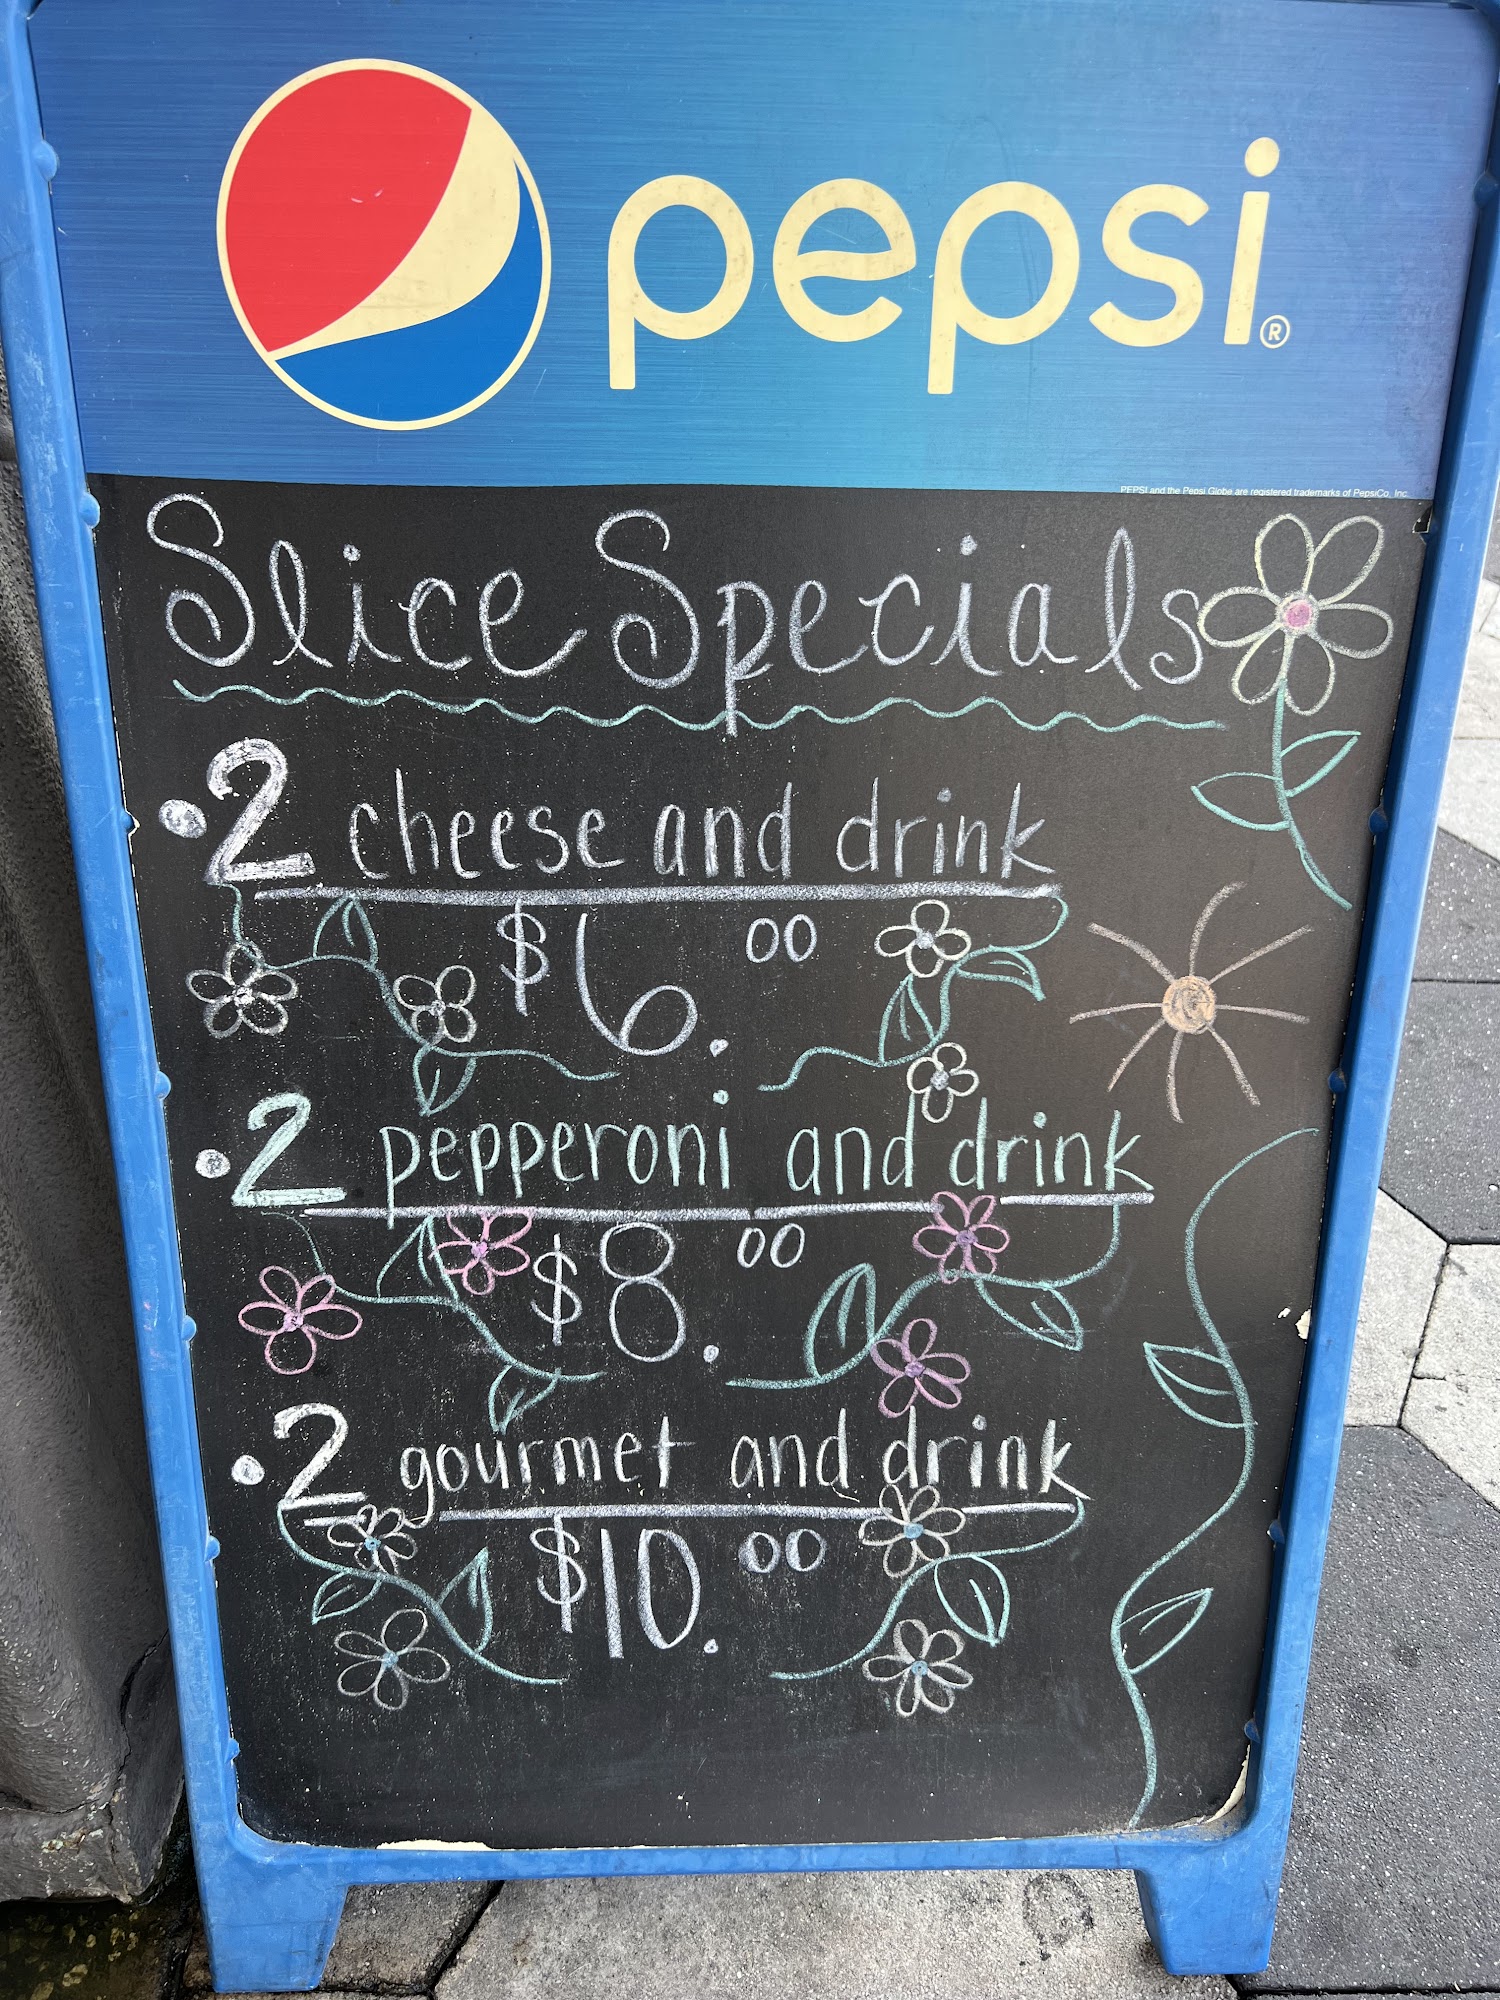 pepsi®
PEPSI and the Pepsi Globe are registered trademarks of PepsiCo, Inc.
Slice Specials
• 2 cheese and drink
$6.00
• 2 pepperoni and drink
$8.00
• 2 gourmet and drink
$10.00